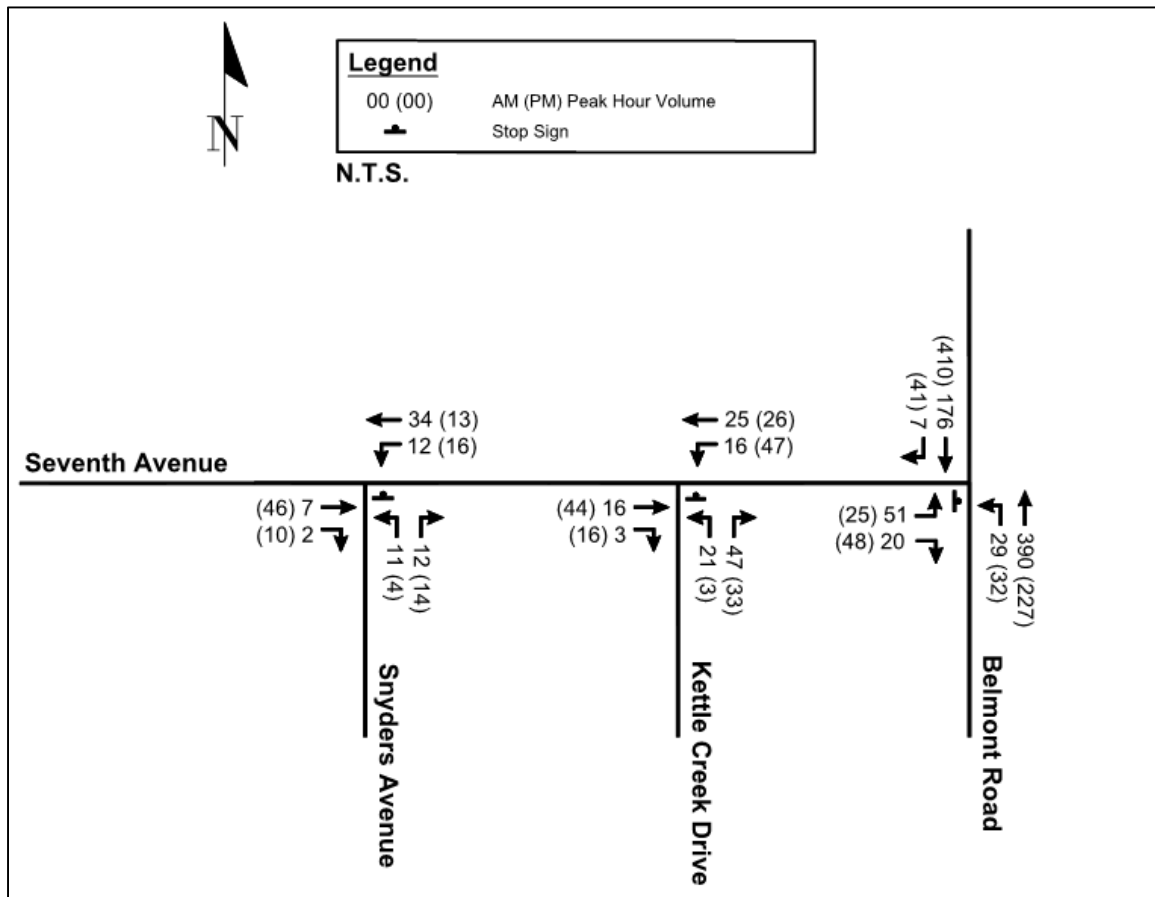 N
Legend
00 (00) AM (PM) Peak Hour Volume
Stop Sign
N.T.S.
(410) 176
(41) 7
34 (13)
12 (16)
25 (26)
16 (47)
Seventh Avenue
(46) 7
(10) 2
11 (4)
12 (14)
(44) 16
(16) 3
21 (3)
47 (33)
(25) 51
(48) 20
29 (32)
390 (227)
Snyders Avenue
Kettle Creek Drive
Belmont Road